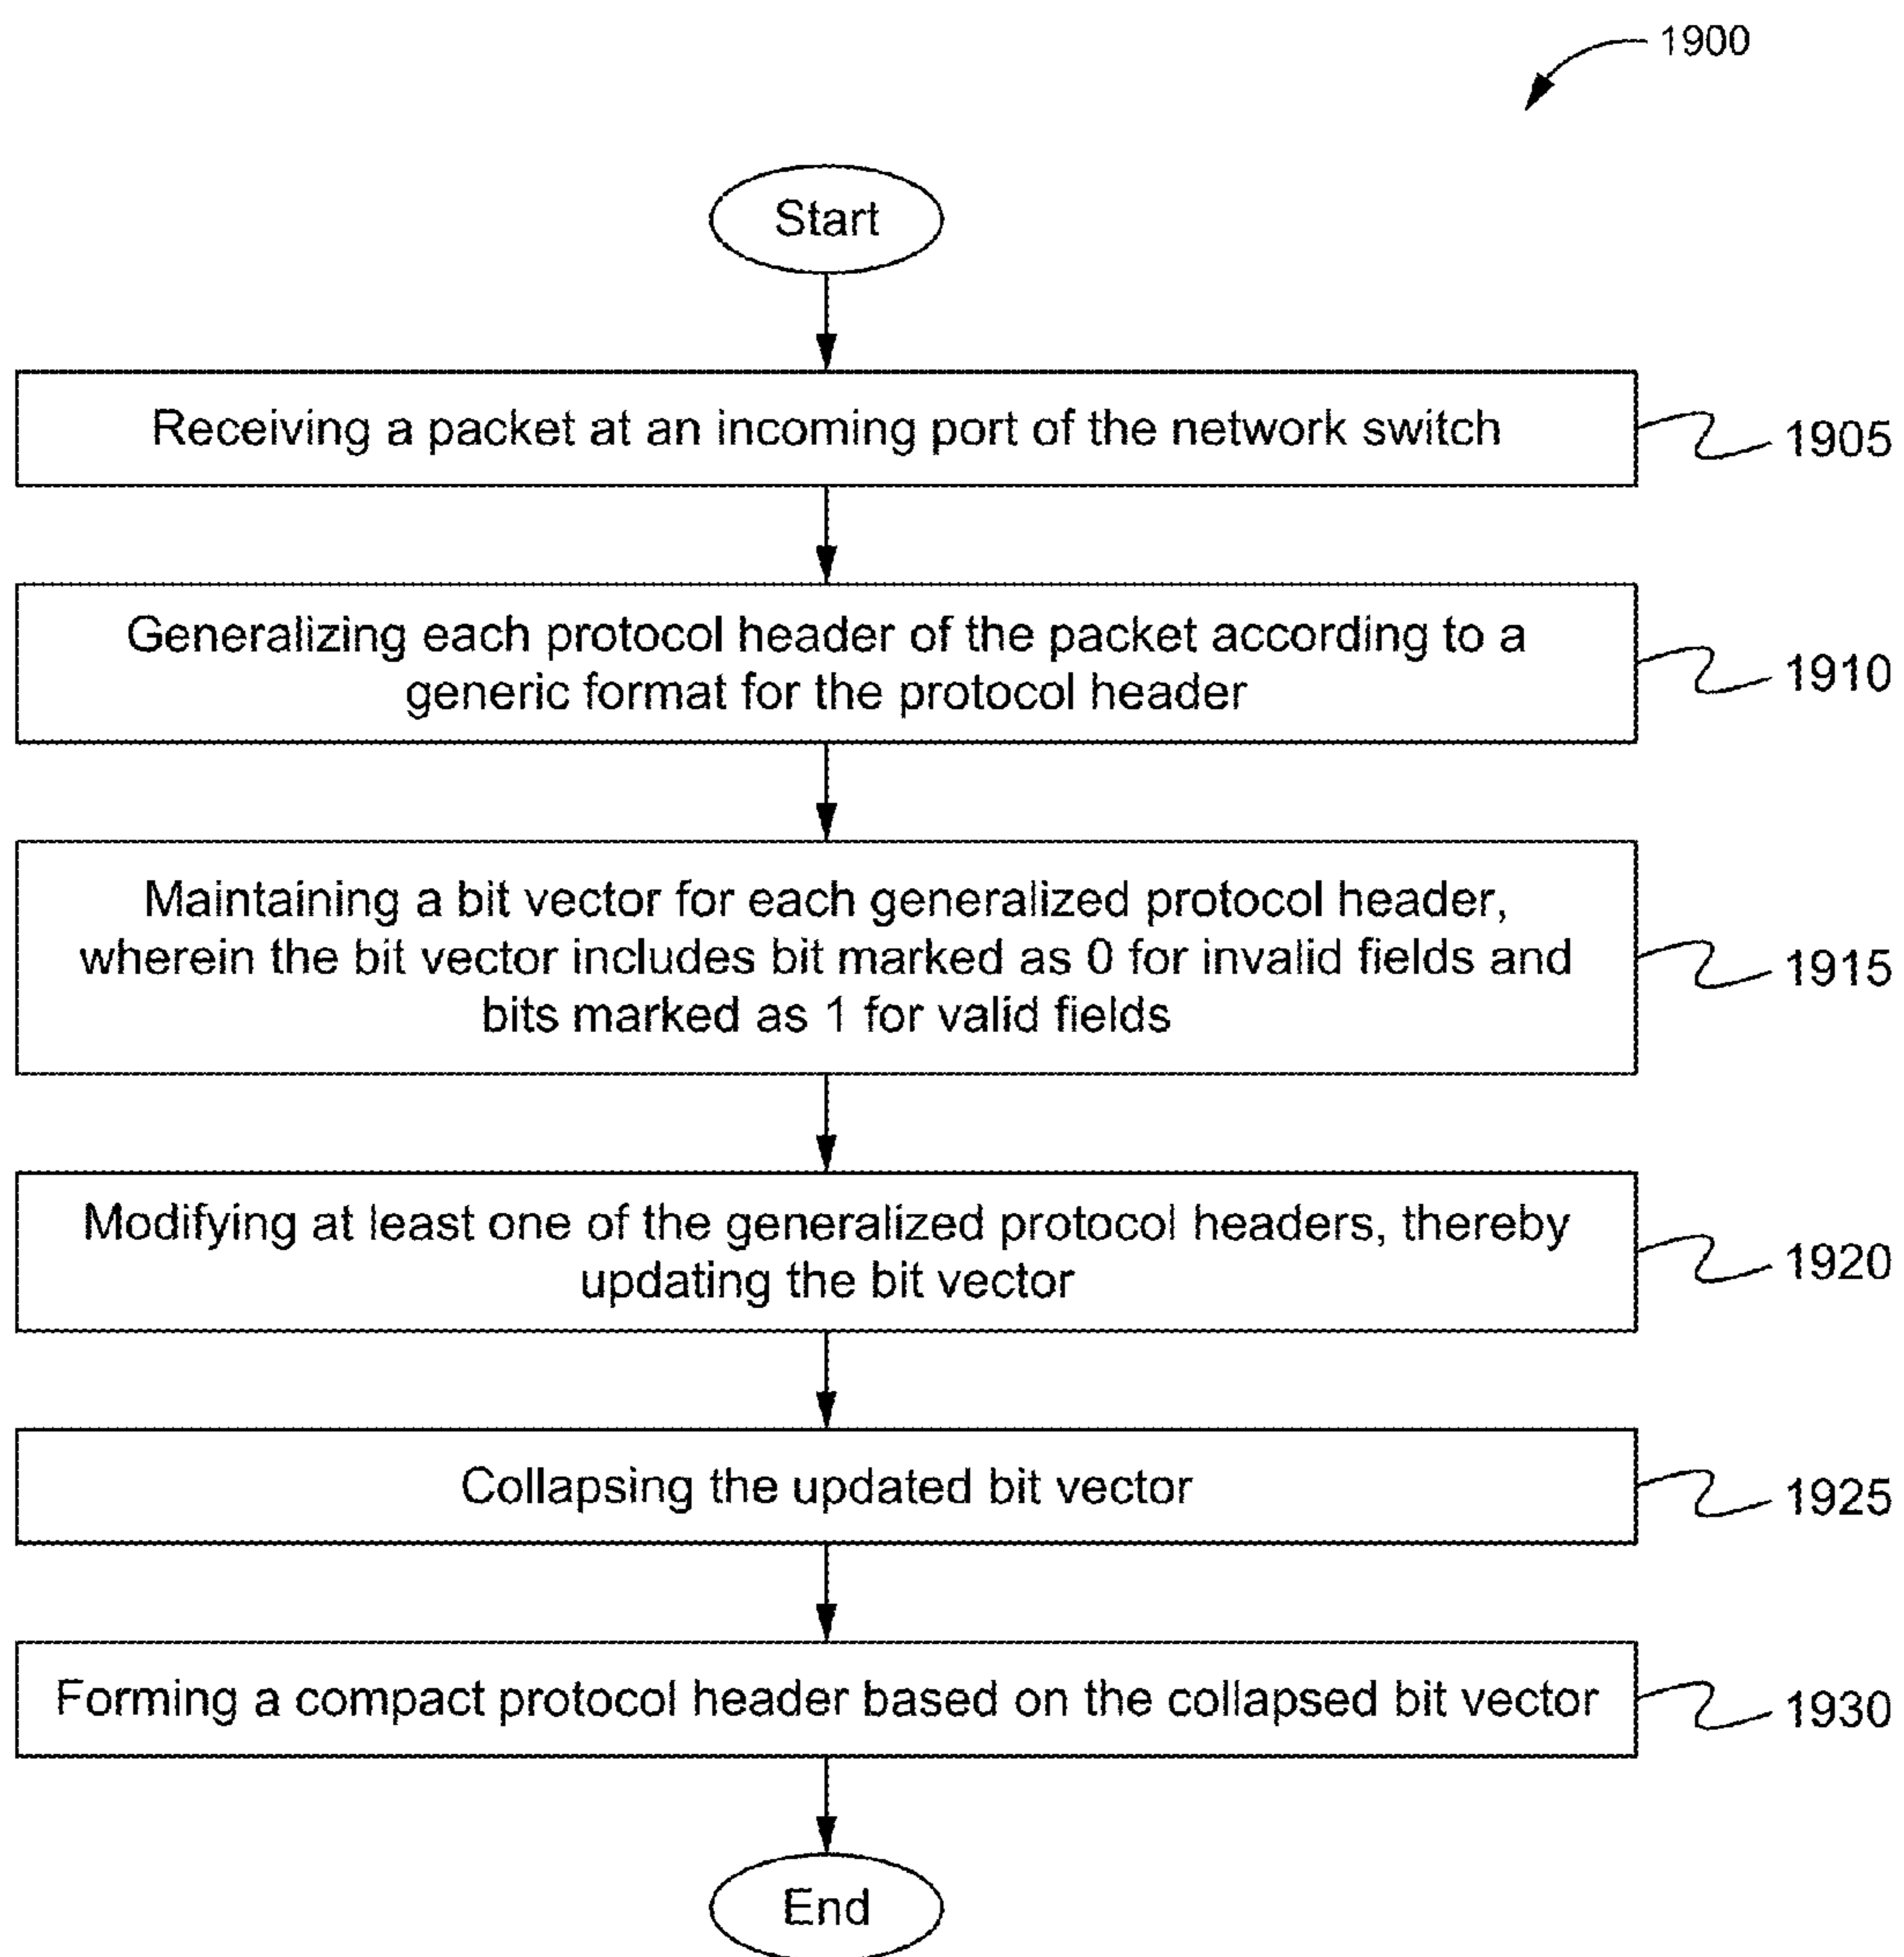 1900
Start
Receiving a packet at an incoming port of the network switch
1905
Generalizing each protocol header of the packet according to a
generic format for the protocol header
1910
Maintaining a bit vector for each generalized protocol header,
wherein the bit vector includes bit marked as 0 for invalid fields and
bits marked as 1 for valid fields
1915
Modifying at least one of the generalized protocol headers, thereby
updating the bit vector
1920
Collapsing the updated bit vector
1925
Forming a compact protocol header based on the collapsed bit vector
1930
End